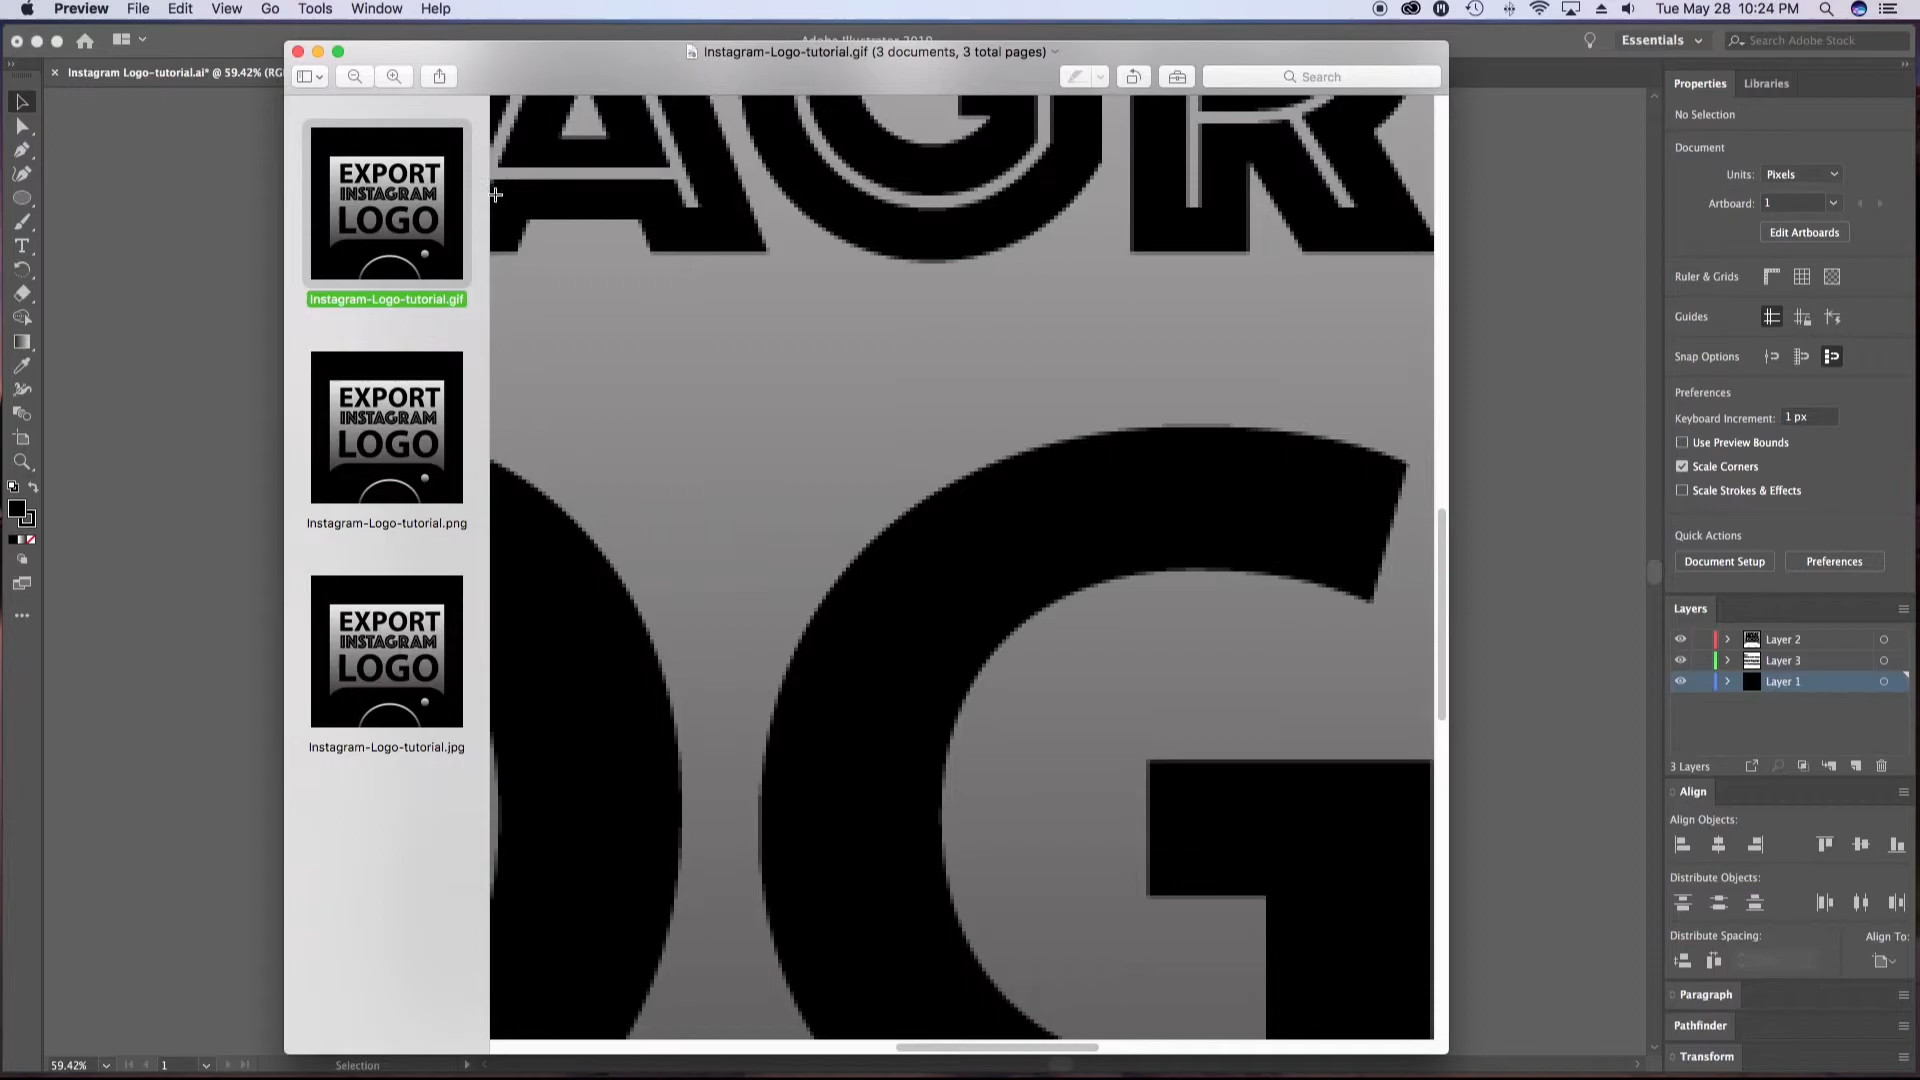 Preview File Edit View Go Tools Window Help
Tue May 28 10:24 PM
Essentials
Search Adobe Stock
Instagram Logo-tutorial.ai* @ 59.42% (RG
Instagram-Logo-tutorial.gif (3 documents, 3 total pages)
Search
EXPORT
INSTAGRAM
LOGO
Instagram-Logo-tutorial.gif
EXPORT
INSTAGRAM
LOGO
Instagram-Logo-tutorial.png
EXPORT
INSTAGRAM
LOGO
Instagram-Logo-tutorial.jpg
AGR
OG
Properties Libraries
No Selection
Document
Units: Pixels
Artboard: 1
Edit Artboards
Ruler & Grids
Guides
Snap Options
Preferences
Keyboard Increment: 1 px
Use Preview Bounds
Scale Corners
Scale Strokes & Effects
Quick Actions
Document Setup Preferences
Layers
Layer 2
Layer 3
Layer 1
3 Layers
Align
Align Objects:
Distribute Objects:
Distribute Spacing: Align To:
Paragraph
Pathfinder
Transform
59.42% 1 Selection